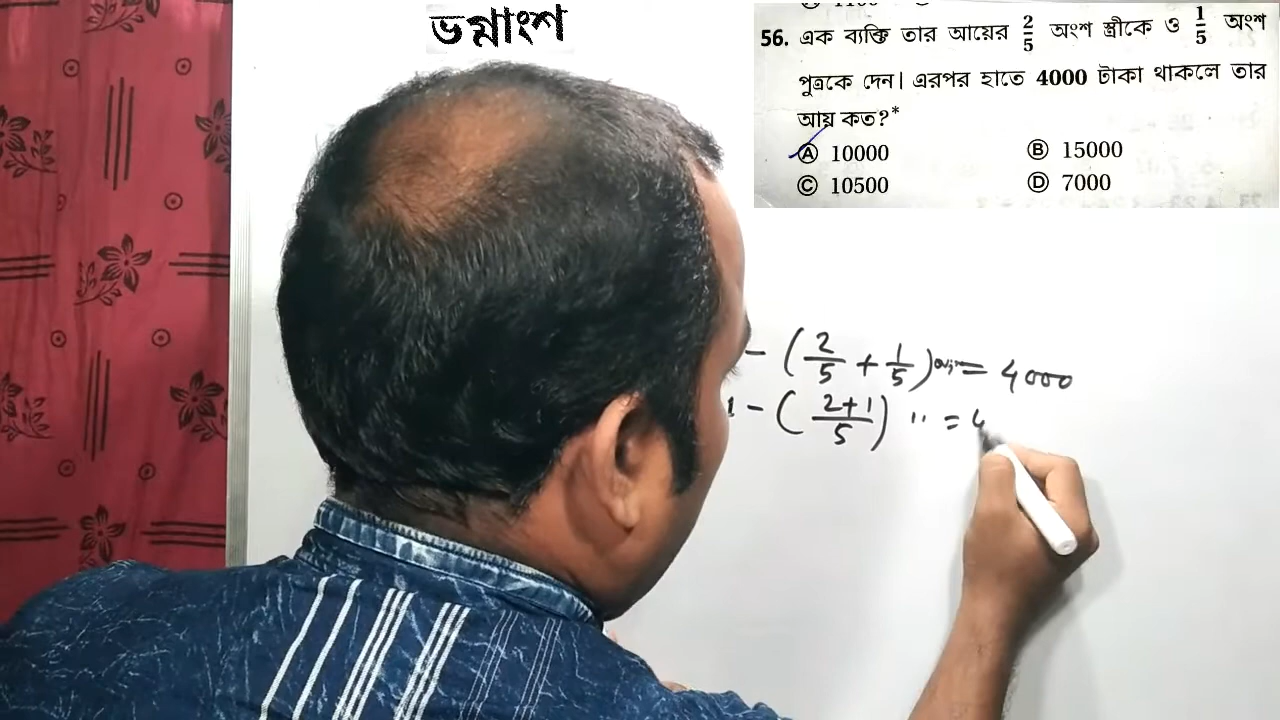 ভগ্নাংশ
56. এক ব্যক্তি তার আয়ের 2/5 অংশ স্ত্রীকে ও 1/5 অংশ
পুত্রকে দেন। এরপর হাতে 4000 টাকা থাকলে তার
আয় কত?*
Ⓐ 10000 Ⓑ 15000
Ⓒ 10500 Ⓓ 7000
- (2/5 + 1/5) = 4000
1 - (2+1/5) " = 4